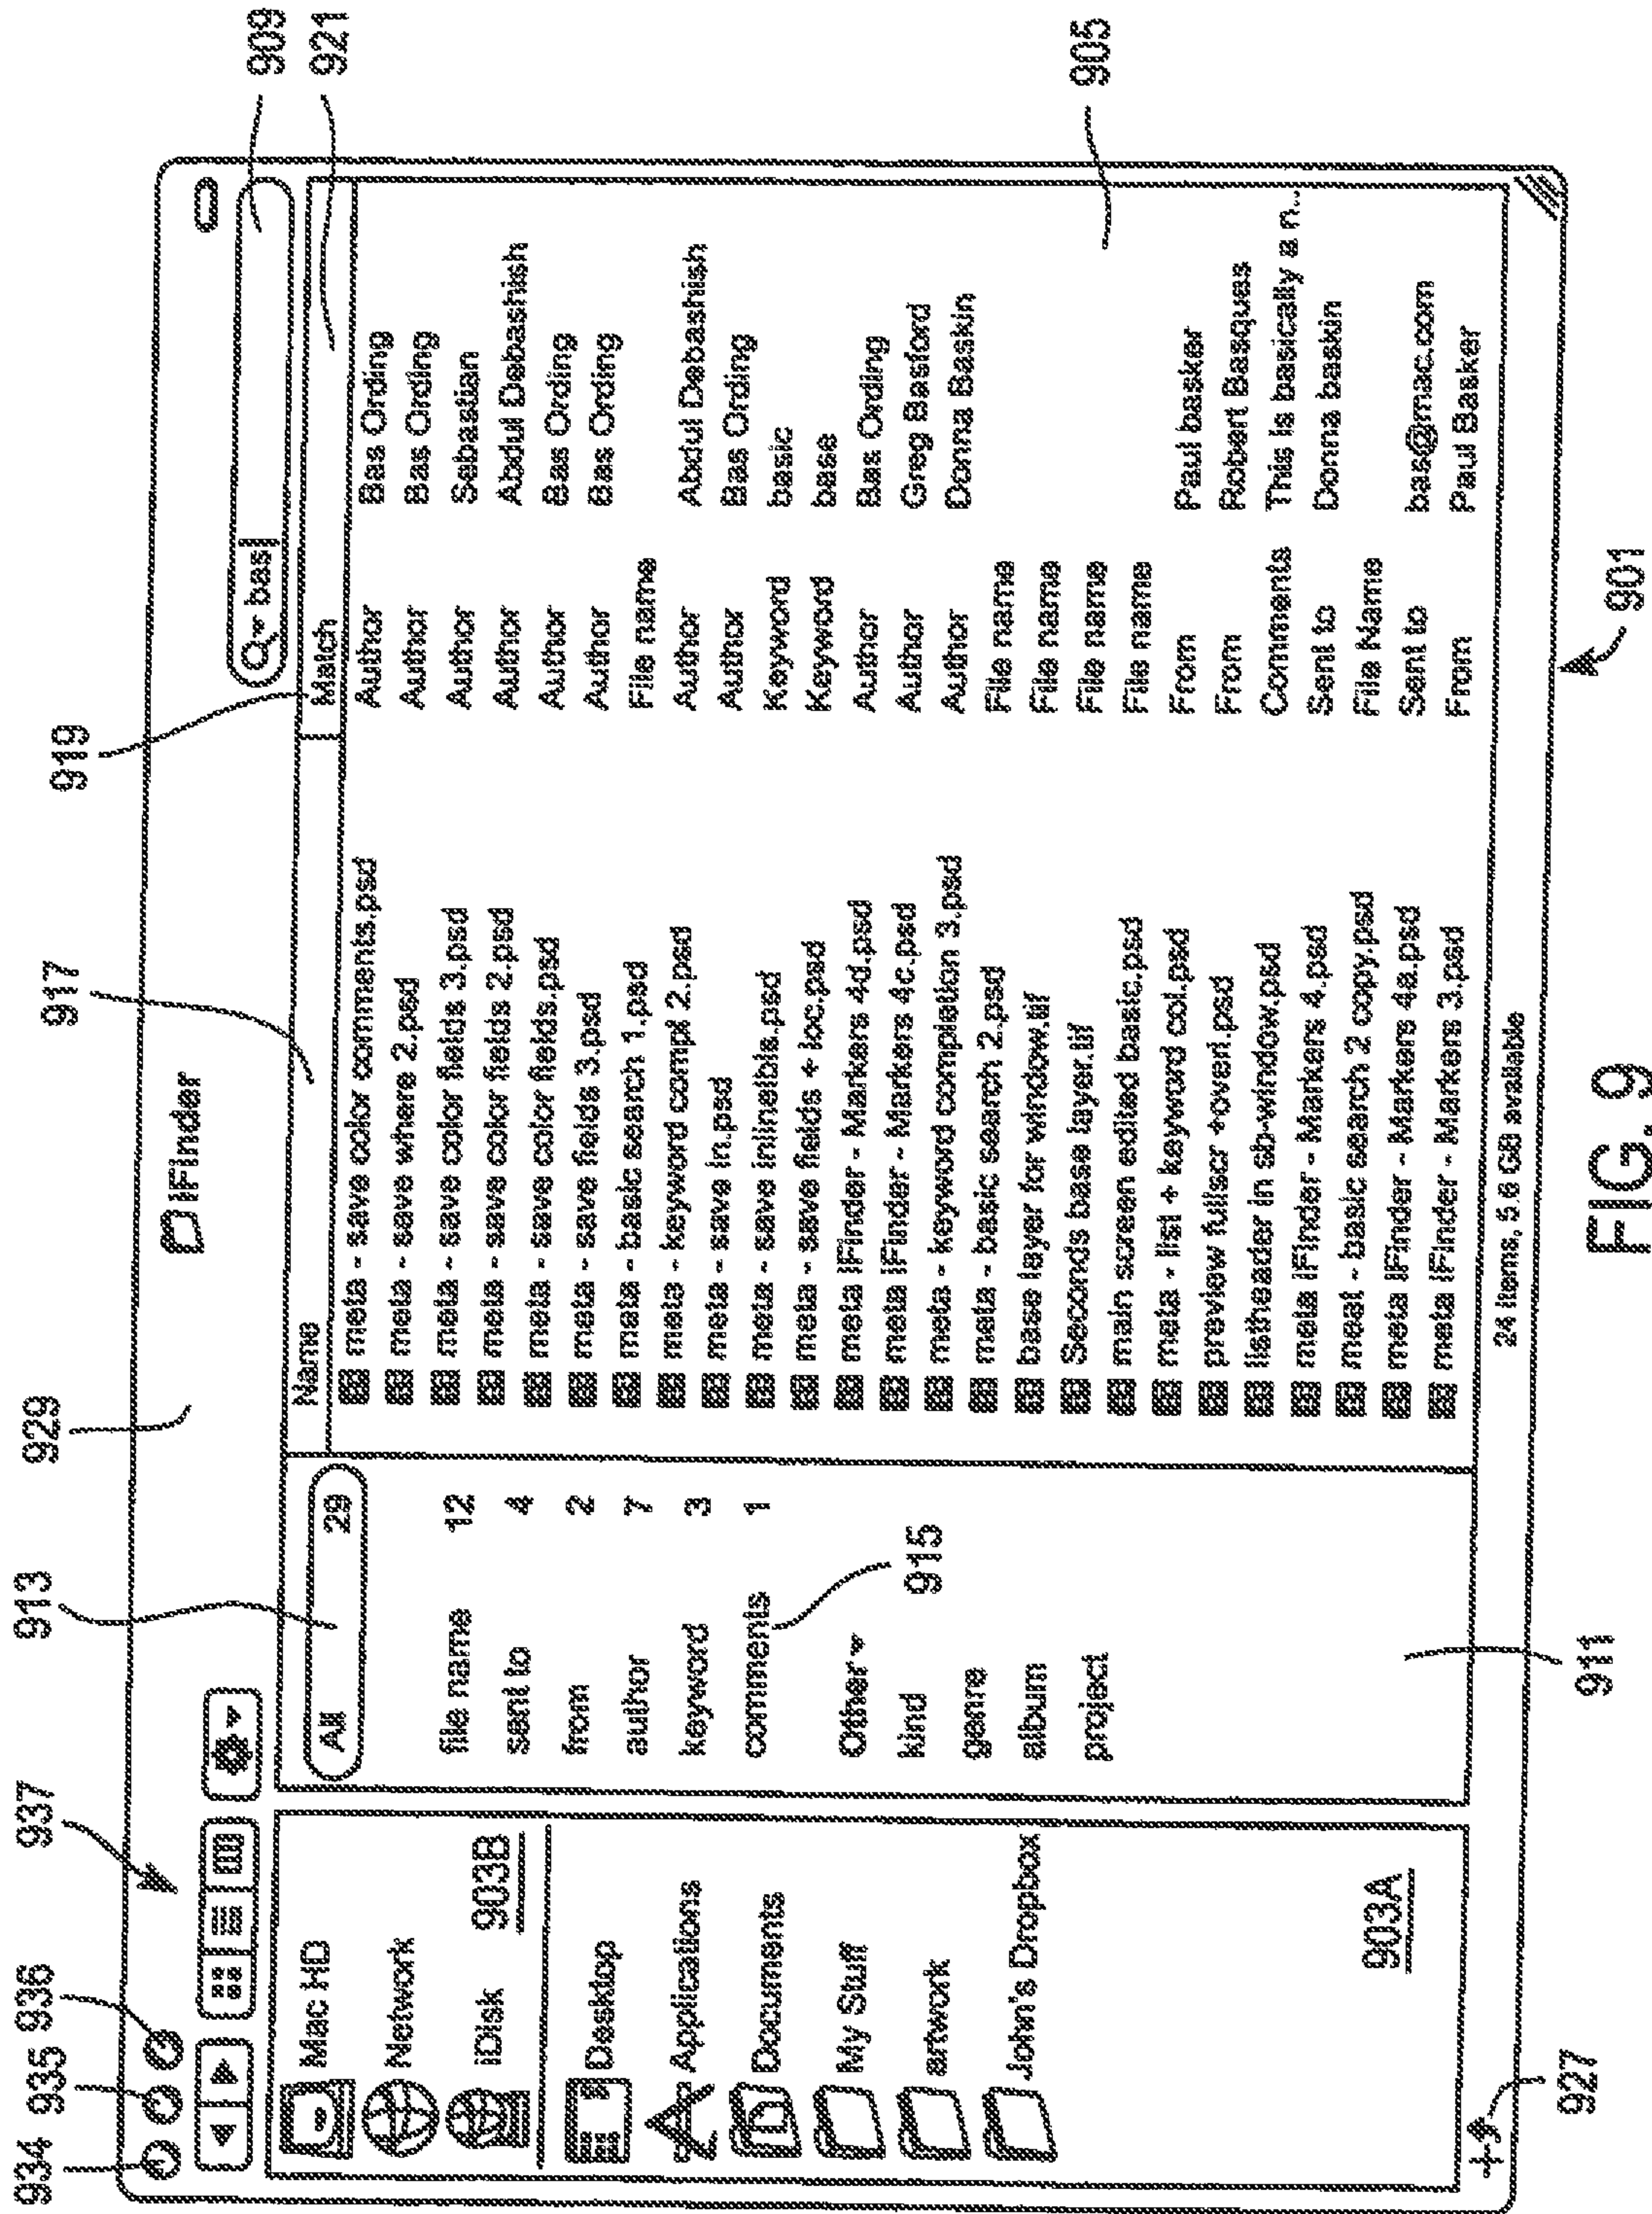 934
935
936
937
913
929
917
919
909
921
IFinder
bas
Mac HD
Network
iDisk
903B
Desktop
Applications
Documents
My Stuff
artwork
John's Dropbox
903A
All 29
file name 12
sent to 4
from 2
author 7
keyword 3
comments 1
915
Other
kind
genre
album
project
Name Match
meta - save color comments.psd Author Bas Ording
meta - save where 2.psd Author Bas Ording
meta - save color fields 3.psd Author Sebastian
meta - save color fields 2.psd Author Abdul Debashish
meta - save color fields.psd Author Bas Ording
meta - save fields 3.psd Author Bas Ording
meta - basic search 1.psd File name
meta - keyword compl 2.psd Author Abdul Debashish
meta - save in.psd Author Bas Ording
meta - save inlinelbls.psd Keyword basic
meta - save fields + loc.psd Keyword base
meta IFinder - Markers 4d.psd Author Bas Ording
meta IFinder - Markers 4c.psd Author Greg Basford
meta - keyword completion 3.psd Author Donna Baskin
meta - basic search 2.psd File name
base layer for window.tif File name
Seconds base layer.tif File name
main screen edited basic.psd File name
meta - list + keyword col.psd From Paul basker
preview fullscr +overl.psd From Robert Basques
listheader in sb-window.psd Comments This is basically a n...
meta IFinder - Markers 4.psd Sent to Donna baskin
meat - basic search 2 copy.psd File Name
meta IFinder - Markers 4a.psd Sent to bas@mac.com
meta IFinder - Markers 3.psd From Paul Basker
905
24 items, 5.6 GB available
927
911
901
FIG. 9